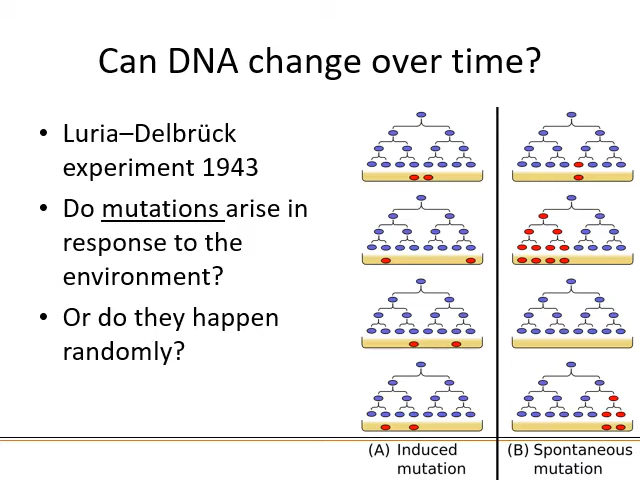 Can DNA change over time?
• Luria–Delbrück
experiment 1943
• Do mutations arise in
response to the
environment?
• Or do they happen
randomly?
(A) Induced
mutation
(B) Spontaneous
mutation